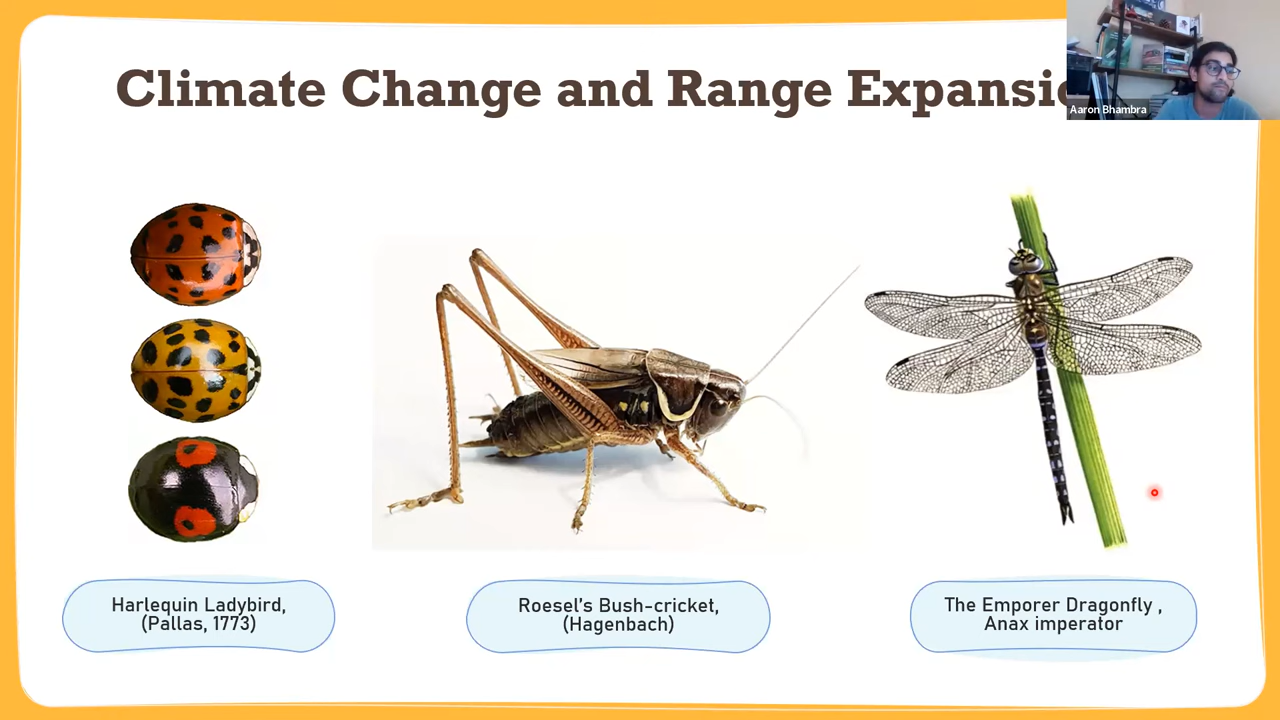 Climate Change and Range Expansi
Aaron Bhambra
Harlequin Ladybird,
(Pallas, 1773)
Roesel's Bush-cricket,
(Hagenbach)
The Emporer Dragonfly ,
Anax imperator